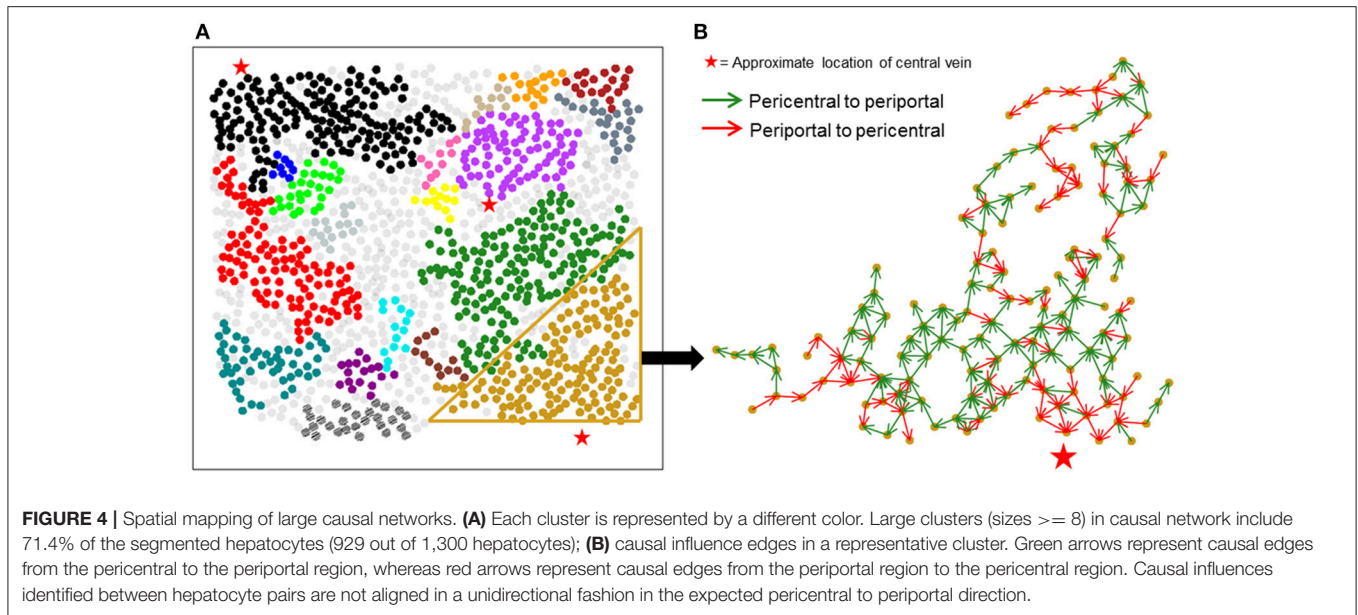 A
B
★= Approximate location of central vein
Pericentral to periportal
Periportal to pericentral
FIGURE 4 | Spatial mapping of large causal networks. (A) Each cluster is represented by a different color. Large clusters (sizes >= 8) in causal network include
71.4% of the segmented hepatocytes (929 out of 1,300 hepatocytes); (B) causal influence edges in a representative cluster. Green arrows represent causal edges
from the pericentral to the periportal region, whereas red arrows represent causal edges from the periportal region to the pericentral region. Causal influences
identified between hepatocyte pairs are not aligned in a unidirectional fashion in the expected pericentral to periportal direction.